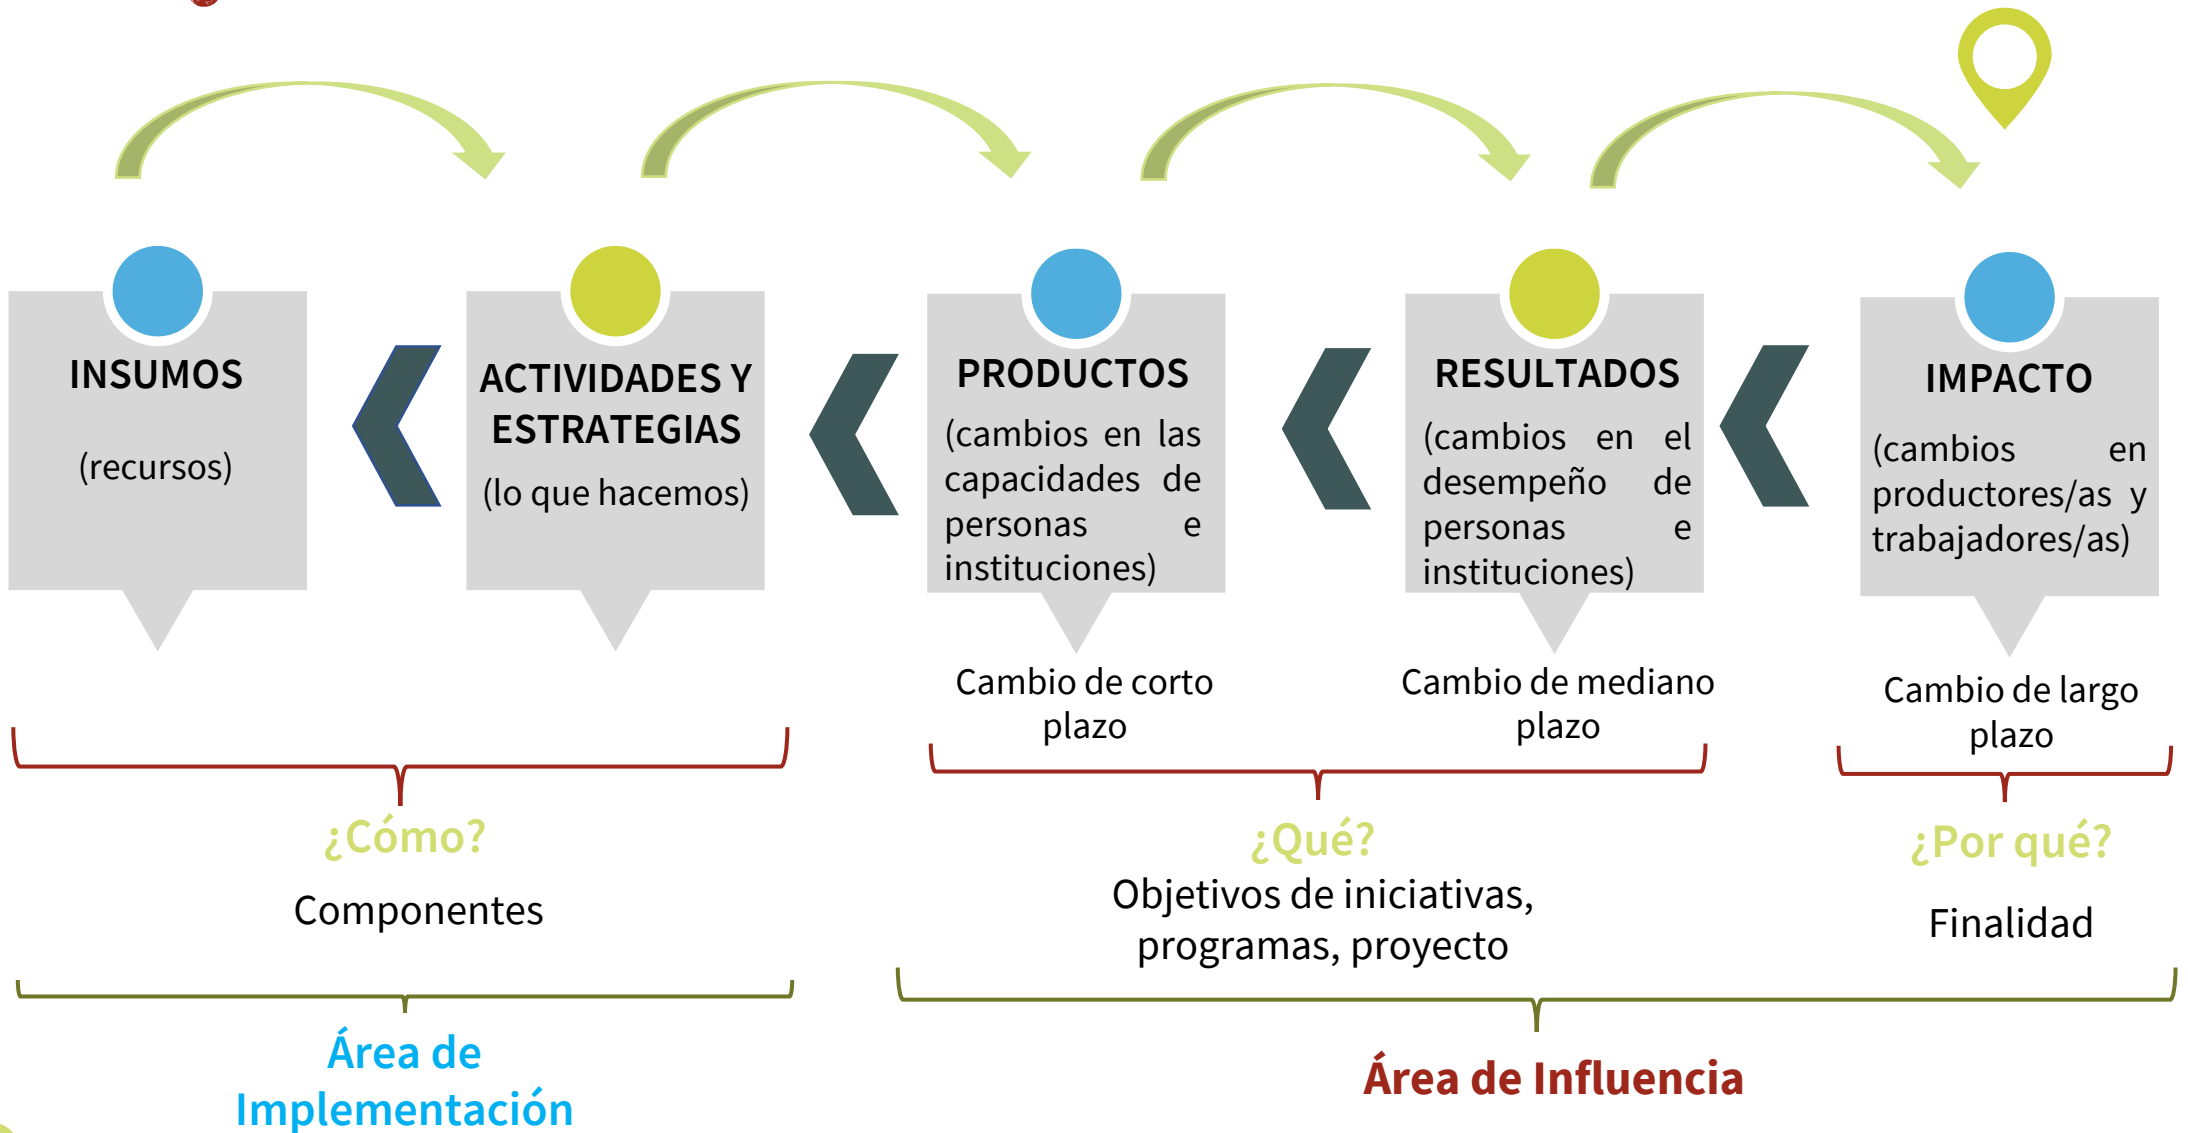 INSUMOS
(recursos)
ACTIVIDADES Y
ESTRATEGIAS
(lo que hacemos)
PRODUCTOS
(cambios en las
capacidades de
personas e
instituciones)
RESULTADOS
(cambios en el
desempeño de
personas e
instituciones)
IMPACTO
(cambios en
productores/as y
trabajadores/as)
Cambio de corto
plazo
Cambio de mediano
plazo
Cambio de largo
plazo
¿Cómo?
Componentes
¿Qué?
Objetivos de iniciativas,
programas, proyecto
¿Por qué?
Finalidad
Área de
Implementación
Área de Influencia